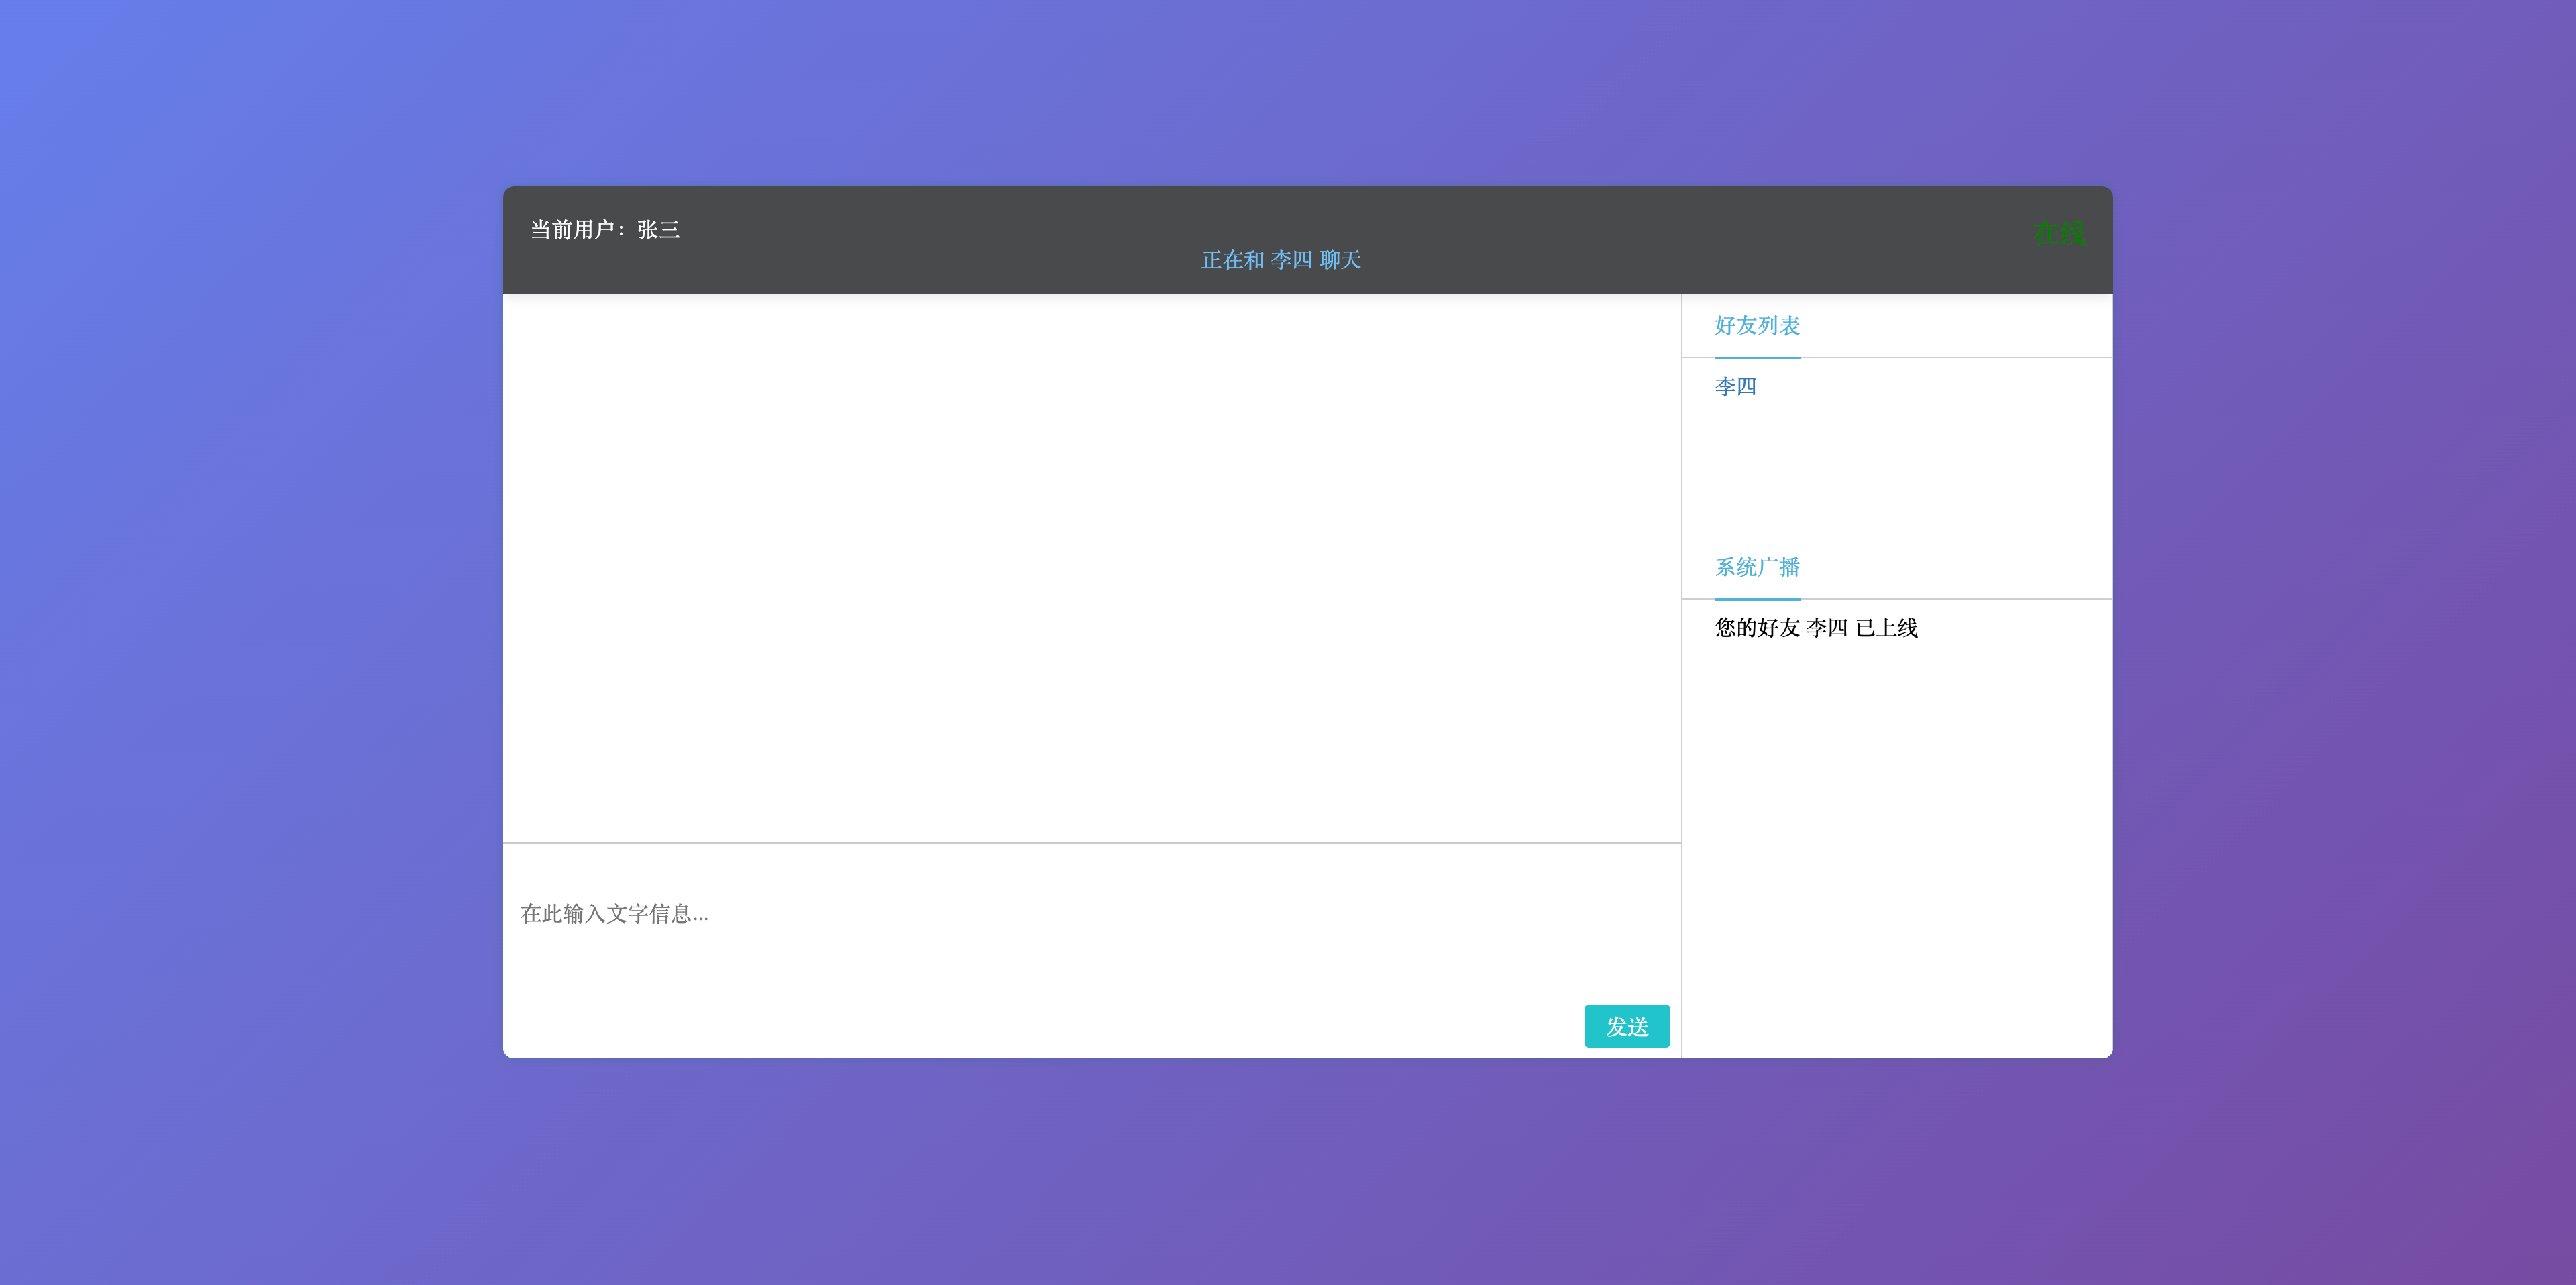 当前用户：张三
在线
正在和 李四 聊天
好友列表
李四
系统广播
您的好友 李四 已上线
在此输入文字信息...
发送